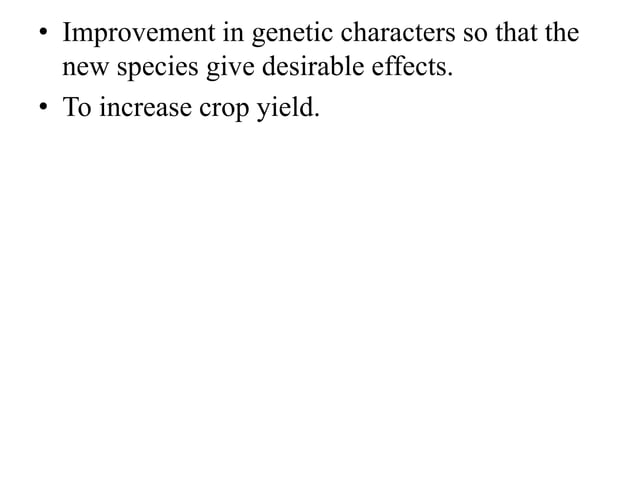 • Improvement in genetic characters so that the
new species give desirable effects.
• To increase crop yield.